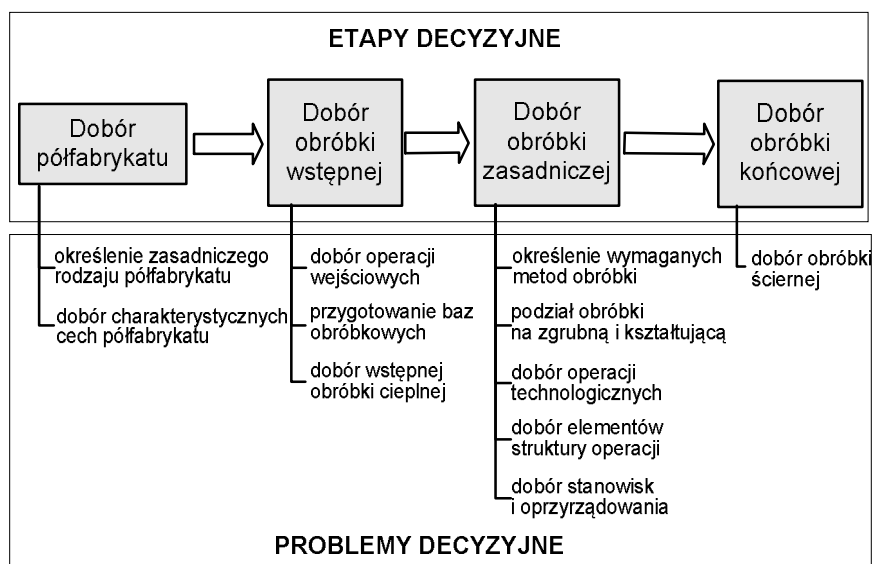 ETAPY DECYZYJNE
Dobór
półfabrykatu
Dobór
obróbki
wstępnej
Dobór
obróbki
zasadniczej
Dobór
obróbki
końcowej
określenie zasadniczego
rodzaju półfabrykatu
dobór charakterystycznych
cech półfabrykatu
dobór operacji
wejściowych
przygotowanie baz
obróbkowych
dobór wstępnej
obróbki cieplnej
określenie wymaganych
metod obróbki
podział obróbki
na zgrubną i kształtującą
dobór operacji
technologicznych
dobór elementów
struktury operacji
dobór stanowisk
i oprzyrządowania
dobór obróbki
ściernej
PROBLEMY DECYZYJNE